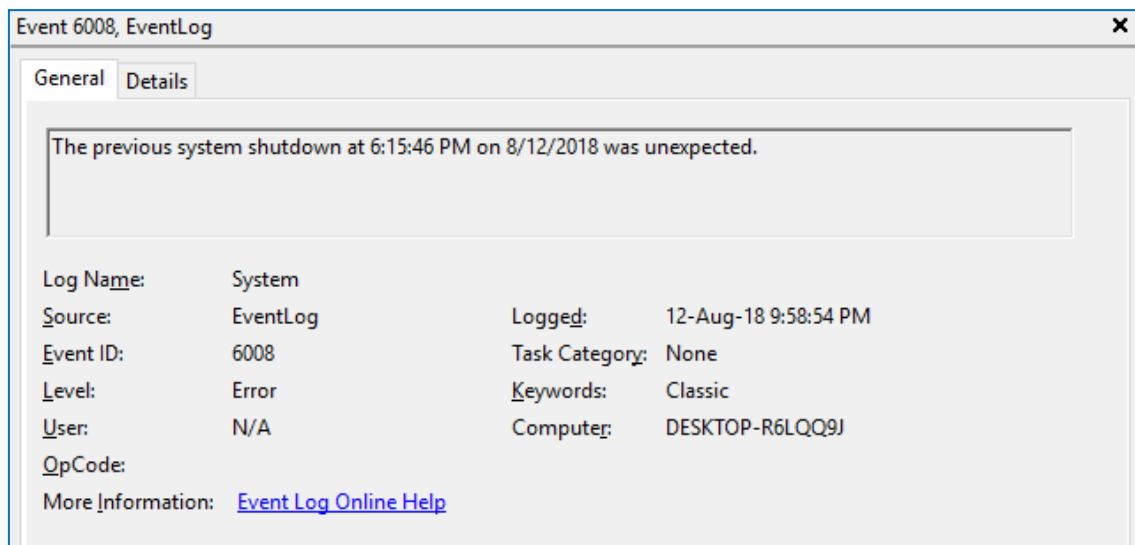 Event 6008, EventLog
General Details
The previous system shutdown at 6:15:46 PM on 8/12/2018 was unexpected.
Log Name: System
Source: EventLog Logged: 12-Aug-18 9:58:54 PM
Event ID: 6008 Task Category: None
Level: Error Keywords: Classic
User: N/A Computer: DESKTOP-R6LQQ9J
OpCode:
More Information: Event Log Online Help